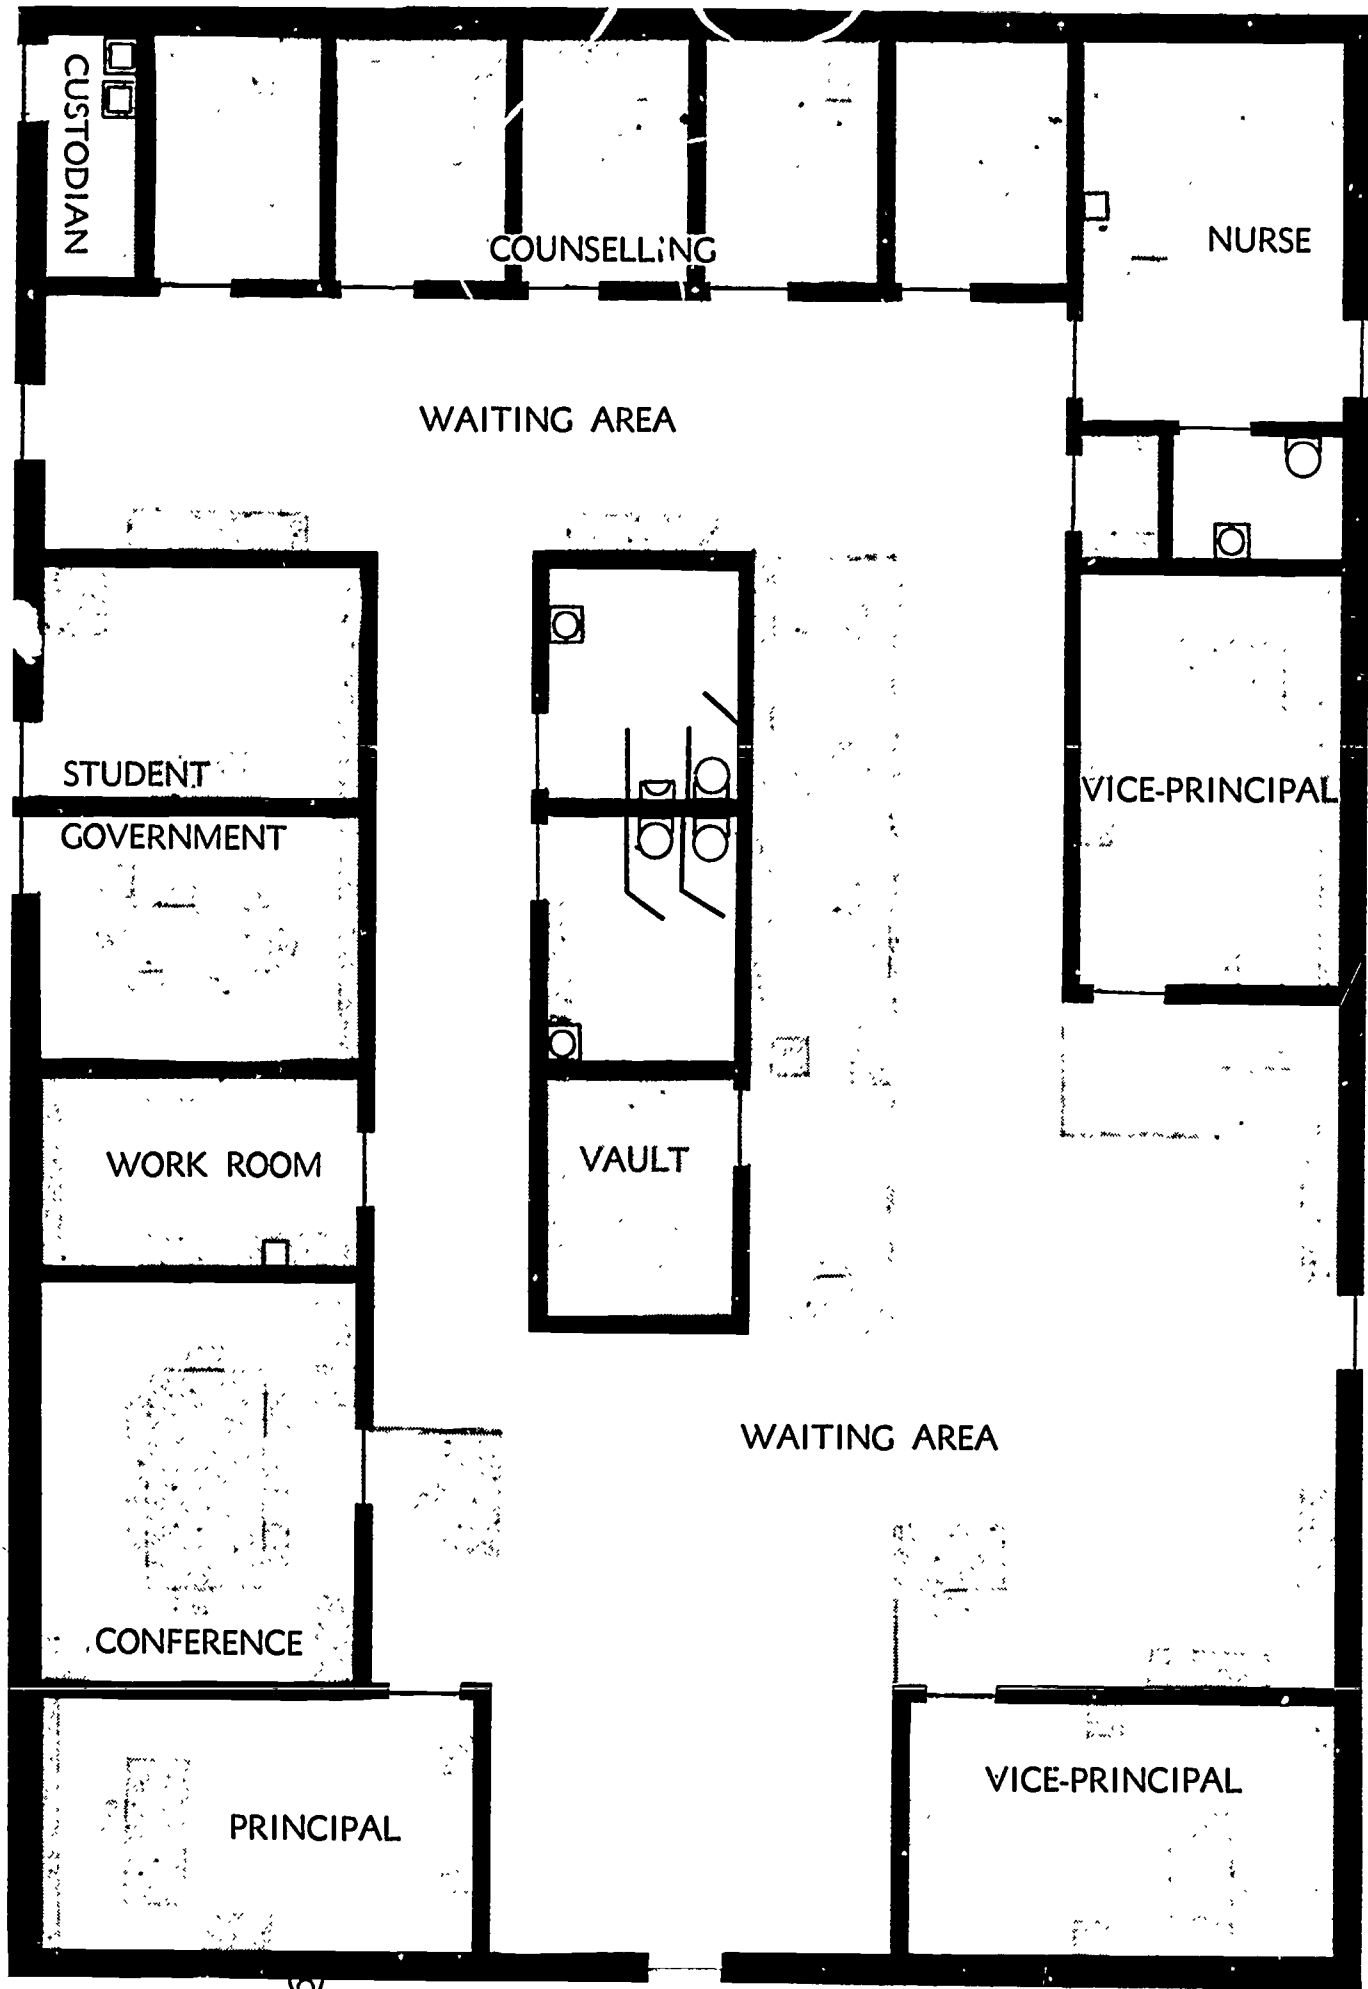 CUSTODIAN
COUNSELLING
NURSE
WAITING AREA
STUDENT
GOVERNMENT
VICE-PRINCIPAL
WORK ROOM
VAULT
WAITING AREA
CONFERENCE
PRINCIPAL
VICE-PRINCIPAL